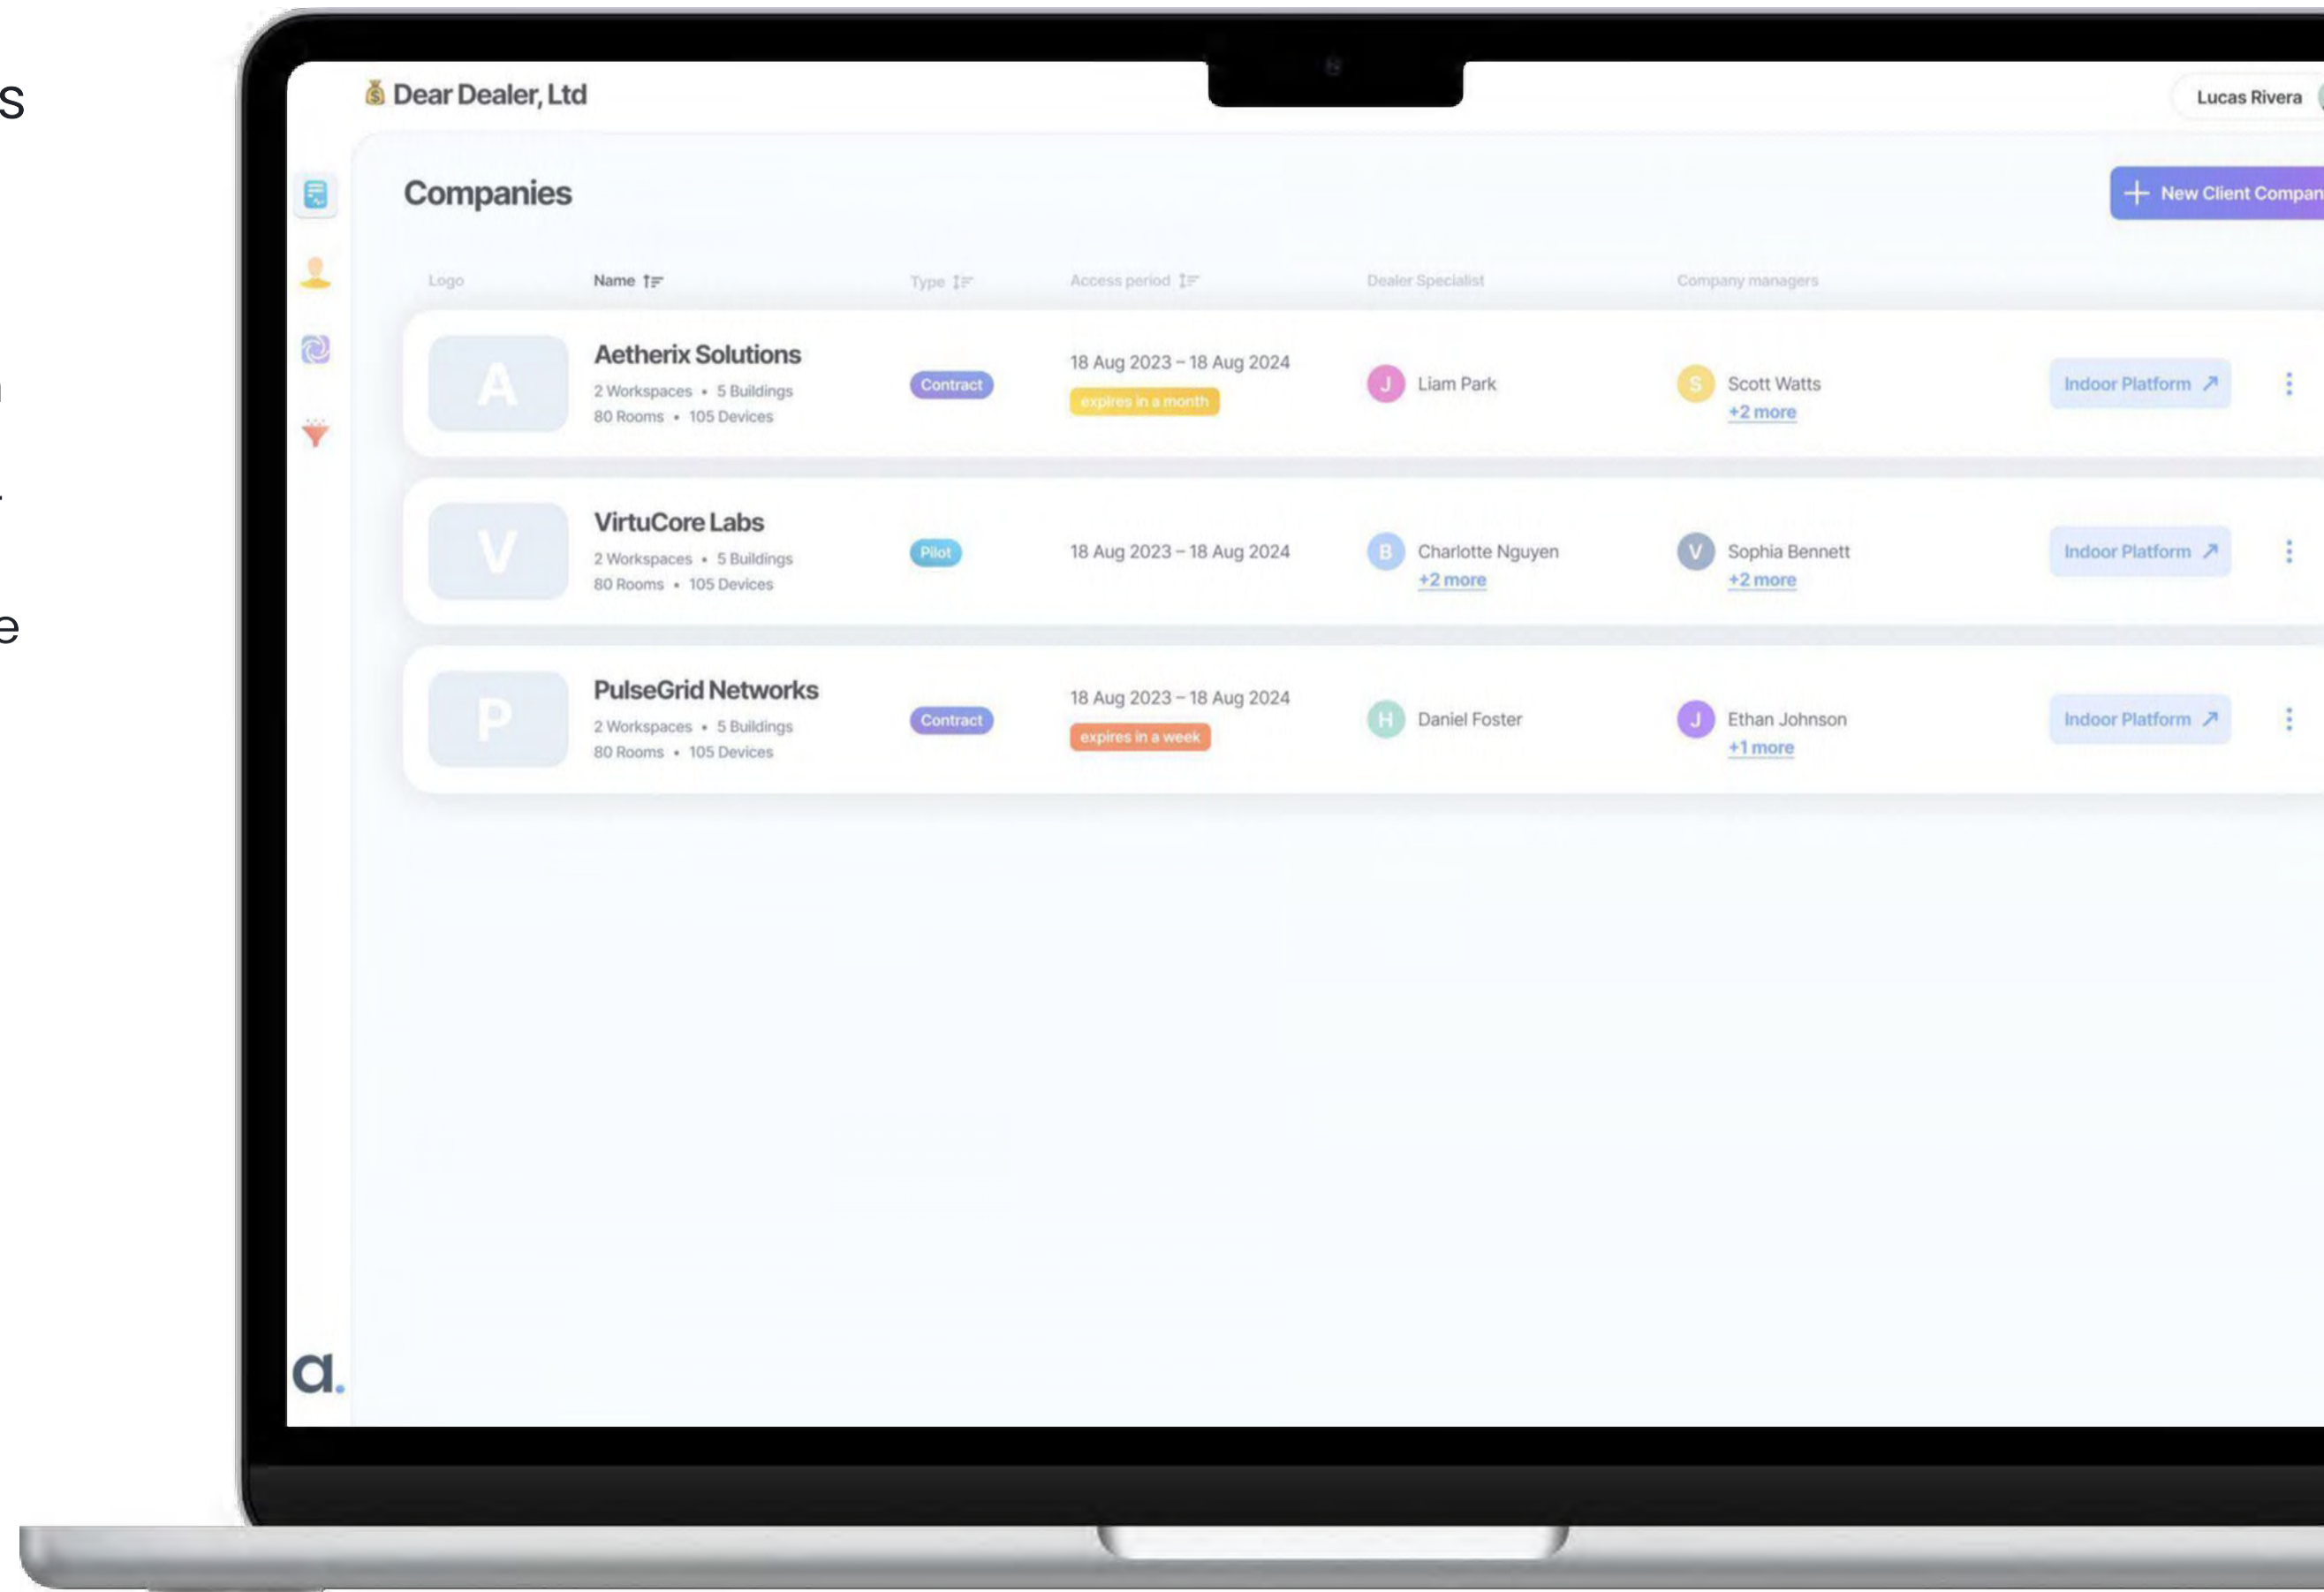 s
e
Dear Dealer, Ltd
Lucas Rivera
Companies
New Client Compan
Logo
Name
Type
Access period
Dealer Specialist
Company managers
A
Aetherix Solutions
2 Workspaces • 5 Buildings
80 Rooms • 105 Devices
Contract
18 Aug 2023 – 18 Aug 2024
expires in a month
J
Liam Park
S
Scott Watts
+2 more
Indoor Platform
V
VirtuCore Labs
2 Workspaces • 5 Buildings
80 Rooms • 105 Devices
Pilot
18 Aug 2023 – 18 Aug 2024
B
Charlotte Nguyen
+2 more
V
Sophia Bennett
+2 more
Indoor Platform
P
PulseGrid Networks
2 Workspaces • 5 Buildings
80 Rooms • 105 Devices
Contract
18 Aug 2023 – 18 Aug 2024
expires in a week
H
Daniel Foster
J
Ethan Johnson
+1 more
Indoor Platform
a.